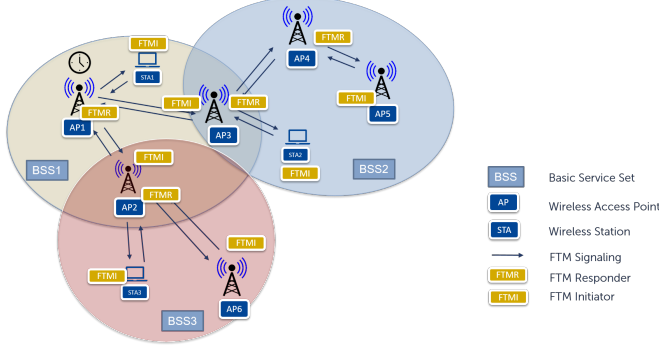 FTMI
STA1
FTMR
AP4
FTMI
AP5
FTMR
AP1
FTMI
FTMR
AP3
STA2
FTMI
BSS1
FTMI
BSS2
FTMR
AP2
FTMI
FTMI
STA3
AP6
BSS3
BSS Basic Service Set
AP Wireless Access Point
STA Wireless Station
FTM Signaling
FTMR FTM Responder
FTMI FTM Initiator